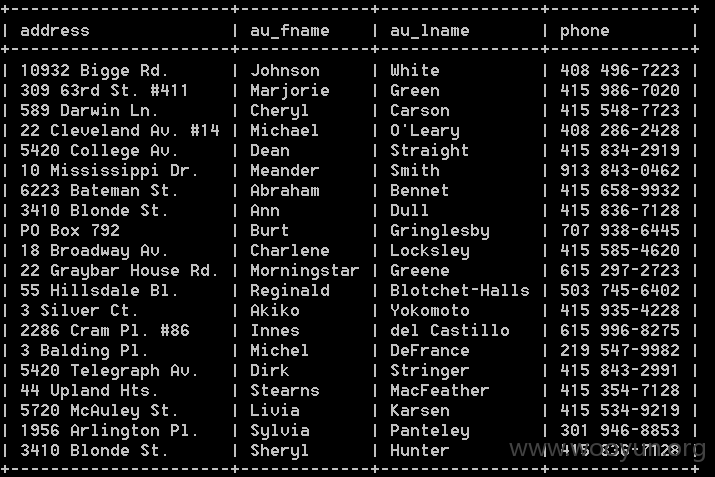 +----------------------+-------------+----------------+--------------+
| address | au_fname | au_lname | phone |
+----------------------+-------------+----------------+--------------+
| 10932 Bigge Rd. | Johnson | White | 408 496-7223 |
| 309 63rd St. #411 | Marjorie | Green | 415 986-7020 |
| 589 Darwin Ln. | Cheryl | Carson | 415 548-7723 |
| 22 Cleveland Av. #14 | Michael | O'Leary | 408 286-2428 |
| 5420 College Av. | Dean | Straight | 415 834-2919 |
| 10 Mississippi Dr. | Meander | Smith | 913 843-0462 |
| 6223 Bateman St. | Abraham | Bennet | 415 658-9932 |
| 3410 Blonde St. | Ann | Dull | 415 836-7128 |
| PO Box 792 | Burt | Gringlesby | 707 938-6445 |
| 18 Broadway Av. | Charlene | Locksley | 415 585-4620 |
| 22 Graybar House Rd. | Morningstar | Greene | 615 297-2723 |
| 55 Hillsdale Bl. | Reginald | Blotchet-Halls | 503 745-6402 |
| 3 Silver Ct. | Akiko | Yokomoto | 415 935-4228 |
| 2286 Cram Pl. #86 | Innes | del Castillo | 615 996-8275 |
| 3 Balding Pl. | Michel | DeFrance | 219 547-9982 |
| 5420 Telegraph Av. | Dirk | Stringer | 415 843-2991 |
| 44 Upland Hts. | Stearns | MacFeather | 415 354-7128 |
| 5720 McAuley St. | Livia | Karsen | 415 534-9219 |
| 1956 Arlington Pl. | Sylvia | Panteley | 301 946-8853 |
| 3410 Blonde St. | Sheryl | Hunter | 415 836-7128 |
+----------------------+-------------+----------------+--------------+
www.wooyun.org